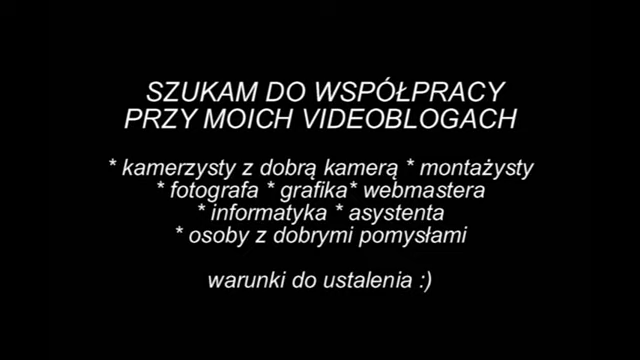 SZUKAM DO WSPÓŁPRACY
PRZY MOICH VIDEOBLOGACH
* kamerzysty z dobrą kamerą * montażysty
* fotografa * grafika* webmastera
* informatyka * asystenta
* osoby z dobrymi pomysłami
warunki do ustalenia :)